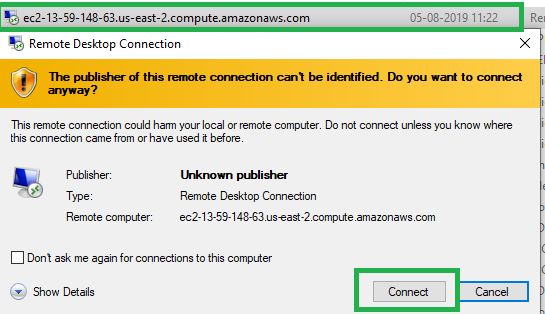 ec2-13-59-148-63.us-east-2.compute.amazonaws.com 05-08-2019 11:22
Remote Desktop Connection
The publisher of this remote connection can't be identified. Do you want to connect
anyway?
This remote connection could harm your local or remote computer. Do not connect unless you know where
this connection came from or have used it before.
Publisher: Unknown publisher
Type: Remote Desktop Connection
Remote computer: ec2-13-59-148-63.us-east-2.compute.amazonaws.com
Don't ask me again for connections to this computer
Show Details Connect Cancel